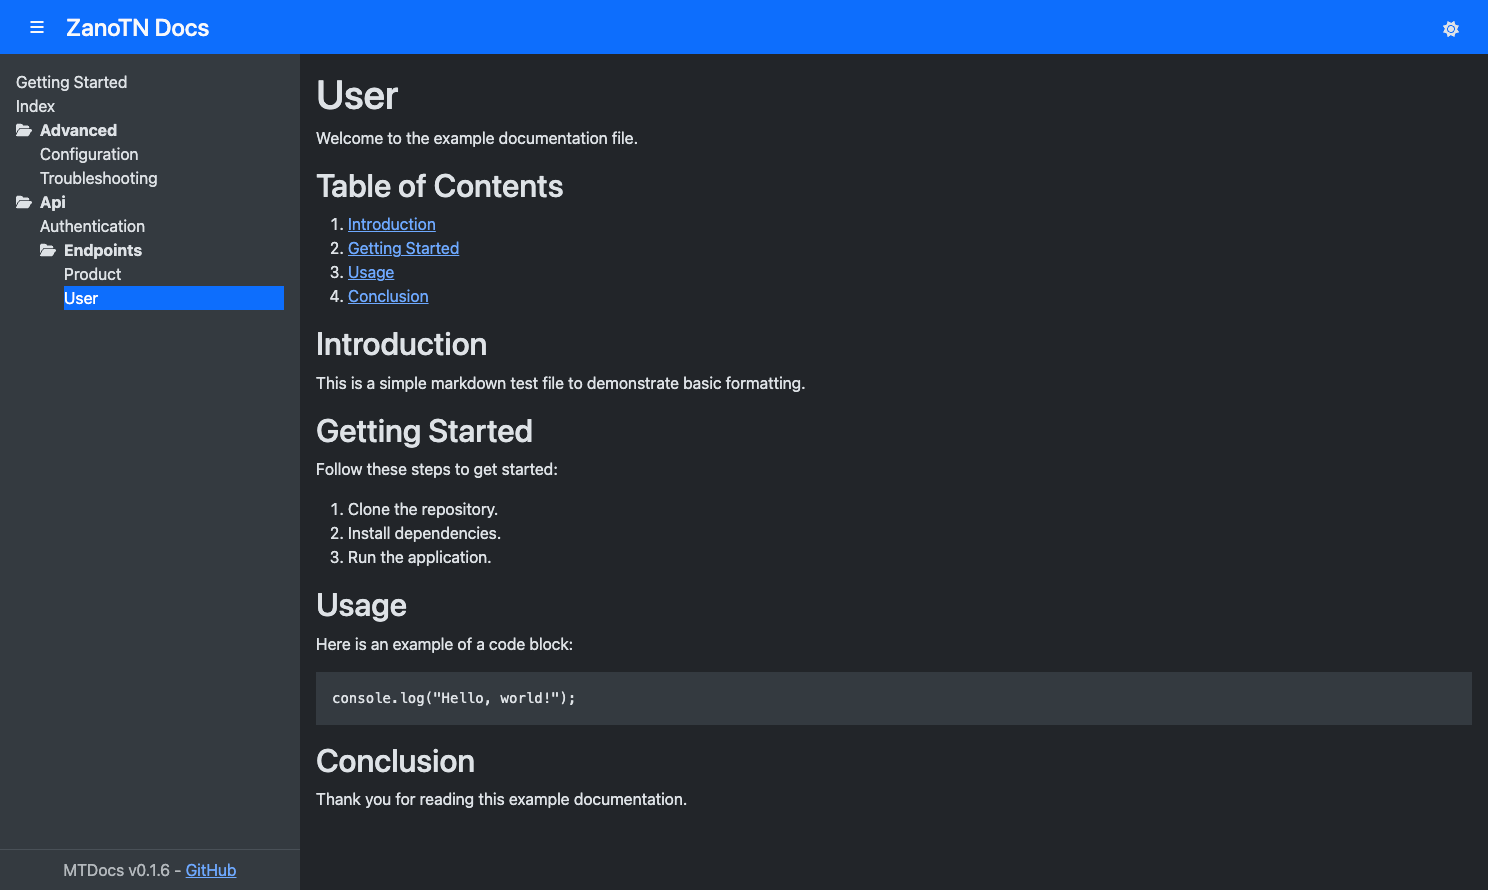 ZanoTN Docs
Getting Started
Index
Advanced
Configuration
Troubleshooting
Api
Authentication
Endpoints
Product
User
MTDocs v0.1.6 - GitHub
User
Welcome to the example documentation file.
Table of Contents
1. Introduction
2. Getting Started
3. Usage
4. Conclusion
Introduction
This is a simple markdown test file to demonstrate basic formatting.
Getting Started
Follow these steps to get started:
1. Clone the repository.
2. Install dependencies.
3. Run the application.
Usage
Here is an example of a code block:
console.log("Hello, world!");
Conclusion
Thank you for reading this example documentation.